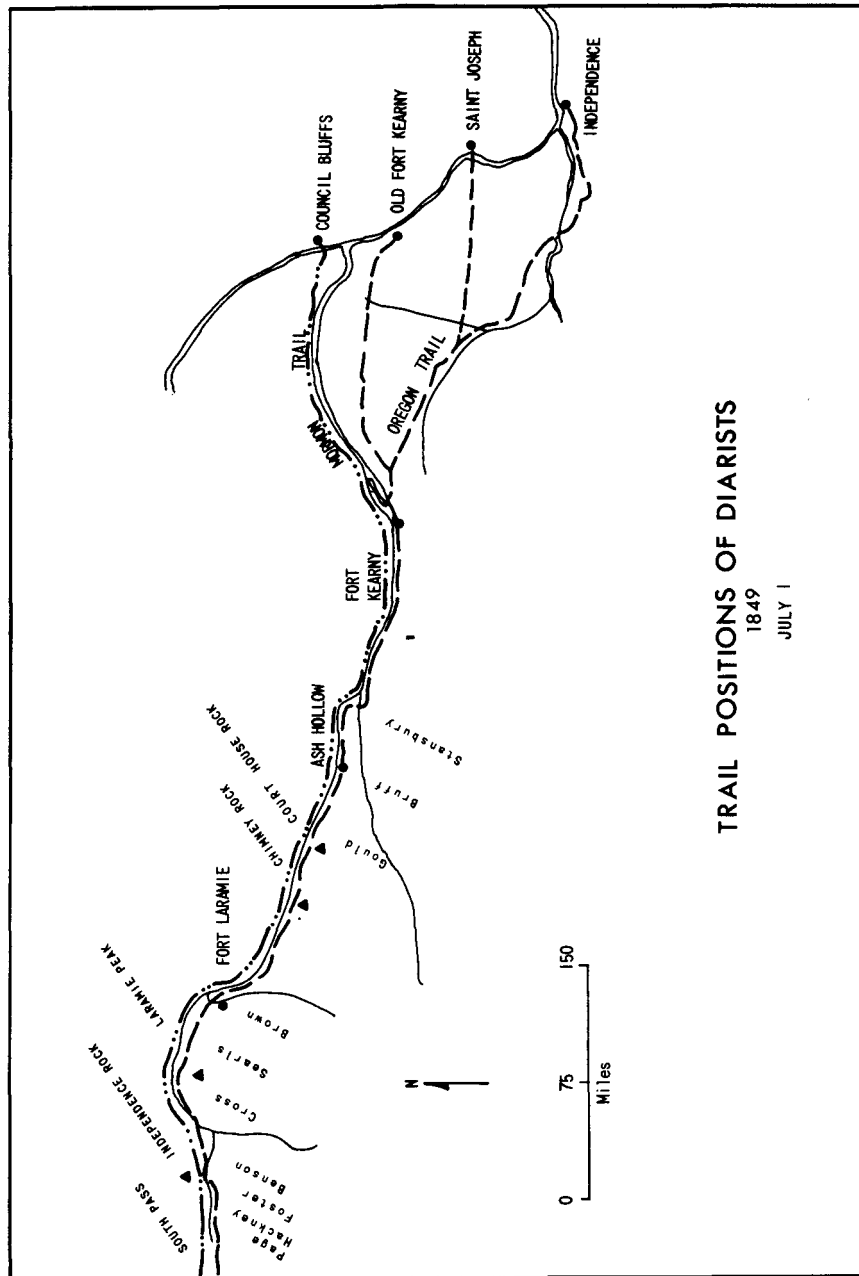 SOUTH PASS
INDEPENDENCE ROCK
LARAMIE PEAK
FORT LARAMIE
CHIMNEY ROCK
COURT HOUSE ROCK
ASH HOLLOW
FORT
KEARNY
MORMON
TRAIL
OREGON TRAIL
COUNCIL BLUFFS
OLD FORT KEARNY
SAINT JOSEPH
INDEPENDENCE
Page
Hackney
Foster
Benson
Cross
Searls
Brown
Gould
Bruff
Stansbury
N
0 75 150
Miles
TRAIL POSITIONS OF DIARISTS
1849
JULY 1